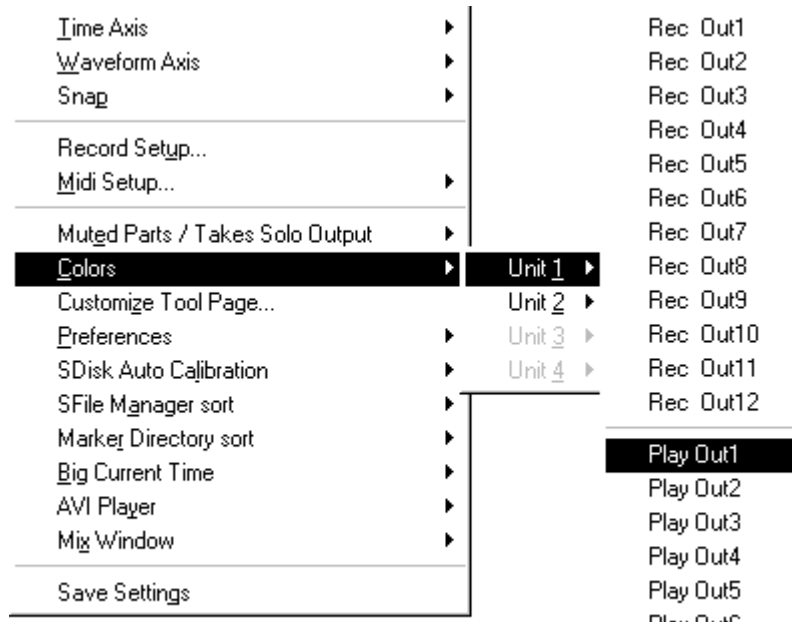 Time Axis
Waveform Axis
Snap
Record Setup...
Midi Setup...
Muted Parts / Takes Solo Output
Colors
Customize Tool Page...
Preferences
SDisk Auto Calibration
SFile Manager sort
Marker Directory sort
Big Current Time
AVI Player
Mix Window
Save Settings
Unit 1
Unit 2
Unit 3
Unit 4
Rec Out1
Rec Out2
Rec Out3
Rec Out4
Rec Out5
Rec Out6
Rec Out7
Rec Out8
Rec Out9
Rec Out10
Rec Out11
Rec Out12
Play Out1
Play Out2
Play Out3
Play Out4
Play Out5